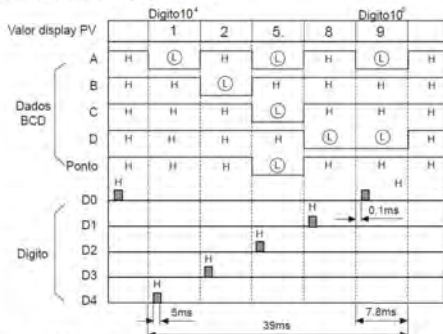 Digito10⁴ Digito10⁰
Valor display PV 1 2 5. 8 9
A H L H L H L H
B H H L H H H H
Dados BCD
C H H H L H H H
D H H H H L L H
Ponto H H H L H H H
D0 H H
D1 H 0.1ms
Digito
D2 H
D3 H
D4 H 5ms 7.8ms
39ms